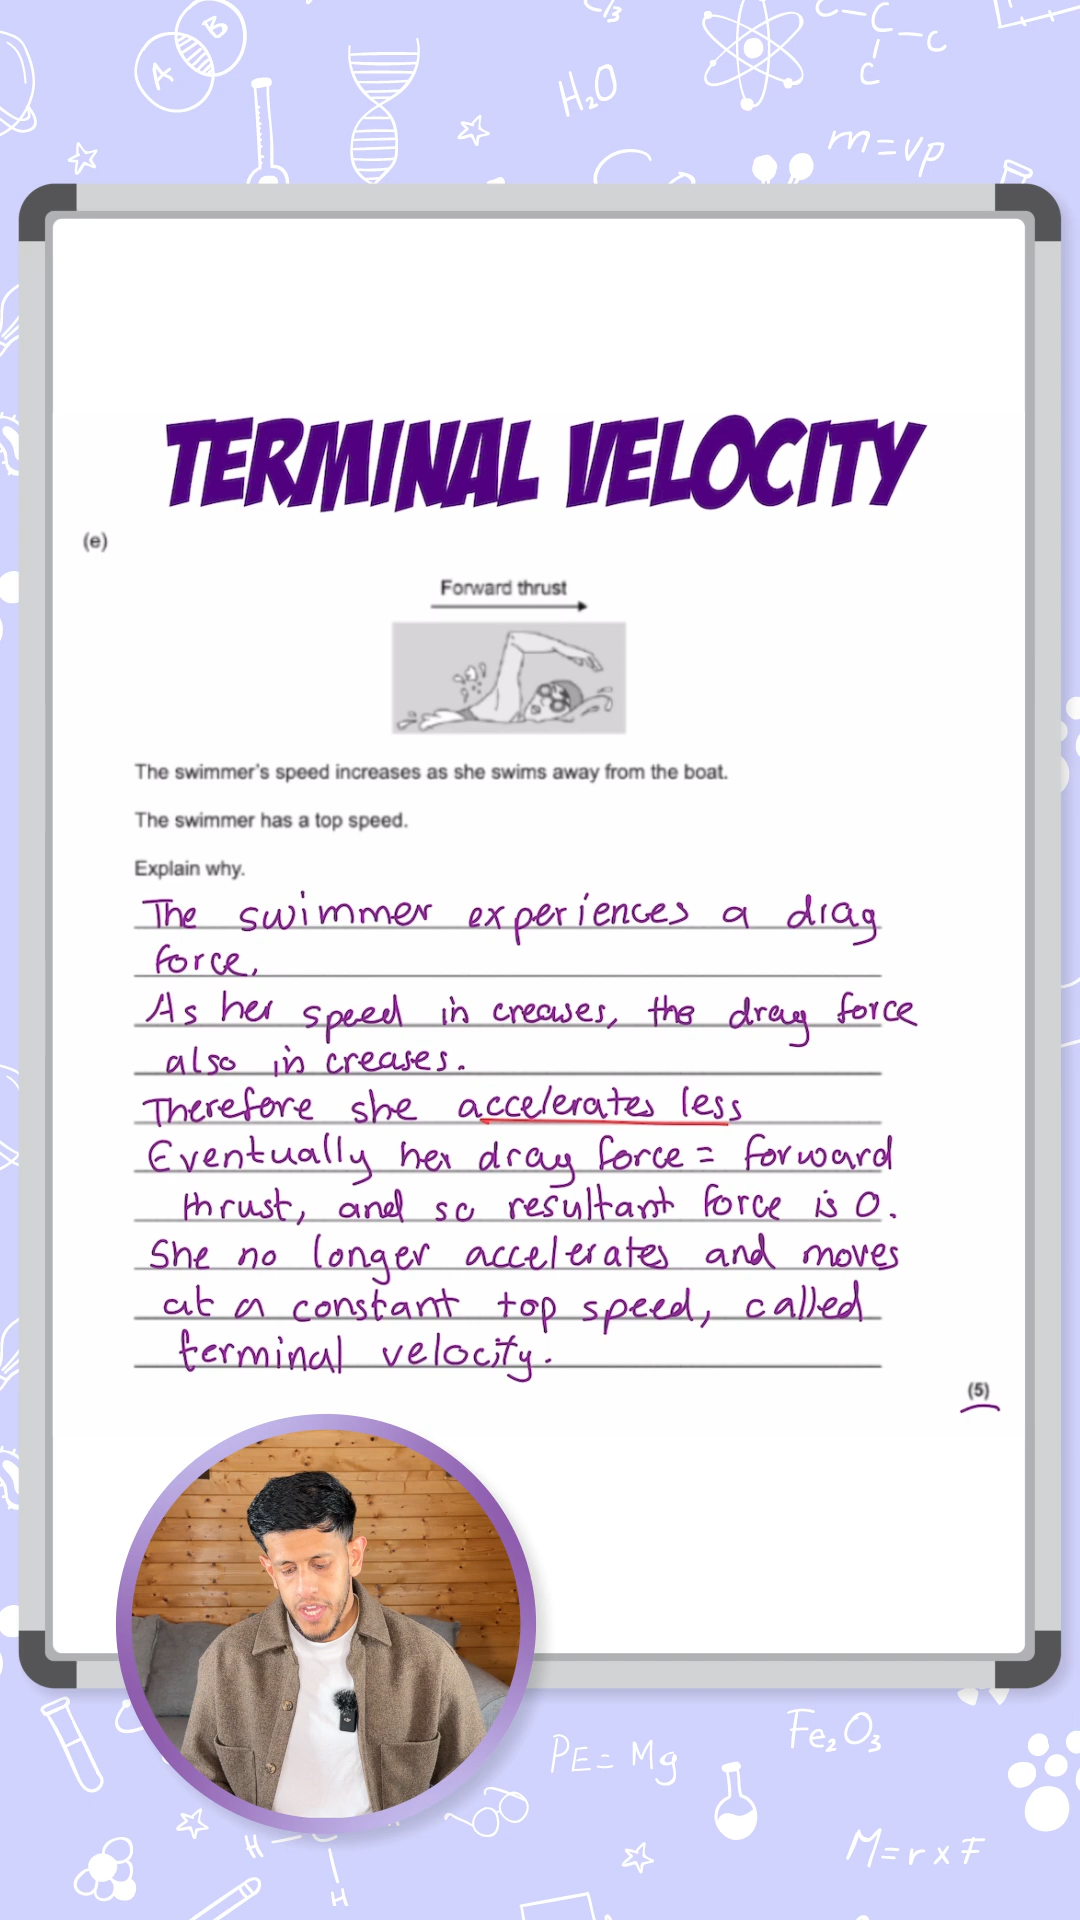 A
B
H₂O
C-C-C
C
m=vp
TERMINAL VELOCITY
(e)
Forward thrust
The swimmer's speed increases as she swims away from the boat.
The swimmer has a top speed.
Explain why.
The swimmer experiences a drag
force.
As her speed increases, the drag force
also increases.
Therefore she accelerates less
Eventually her drag force = forward
thrust, and so resultant force is 0.
She no longer accelerates and moves
at a constant top speed, called
terminal velocity.
(5)
Fe₂O₃
PE= Mg
M=rxF
H-C
H